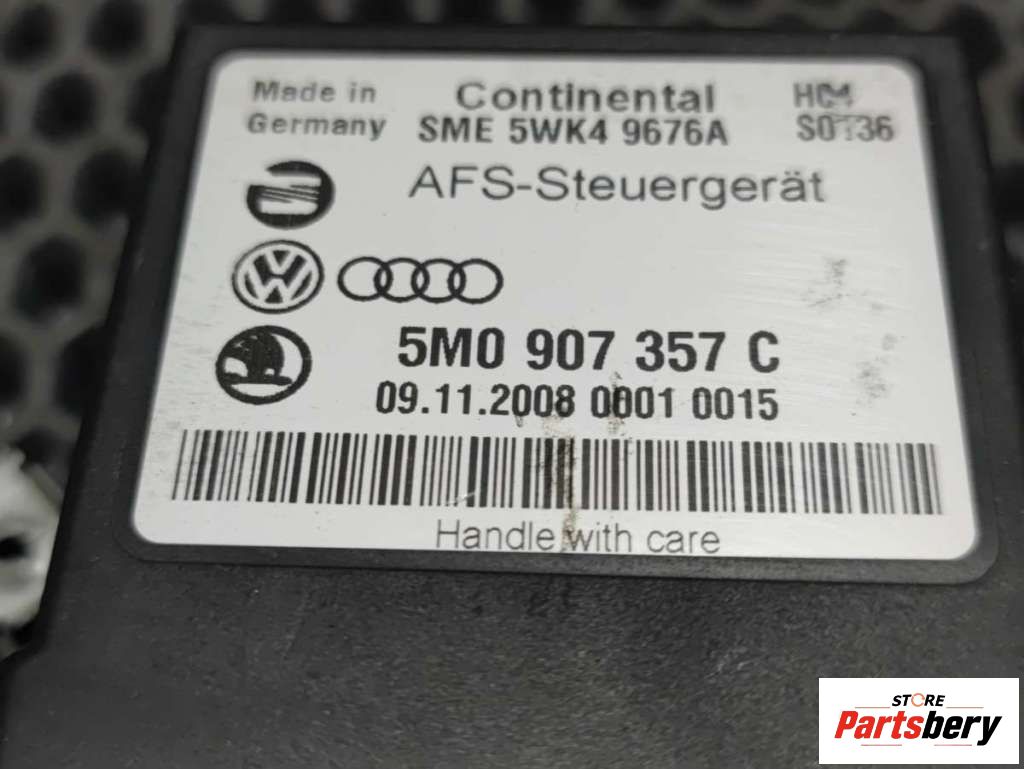 Made in Continental HC4
Germany SME 5WK4 9676A
AFS-Steuergerät
5M0 907 357 C
09.11.2008 0001 0015
Handle with care
STORE
Partsbery